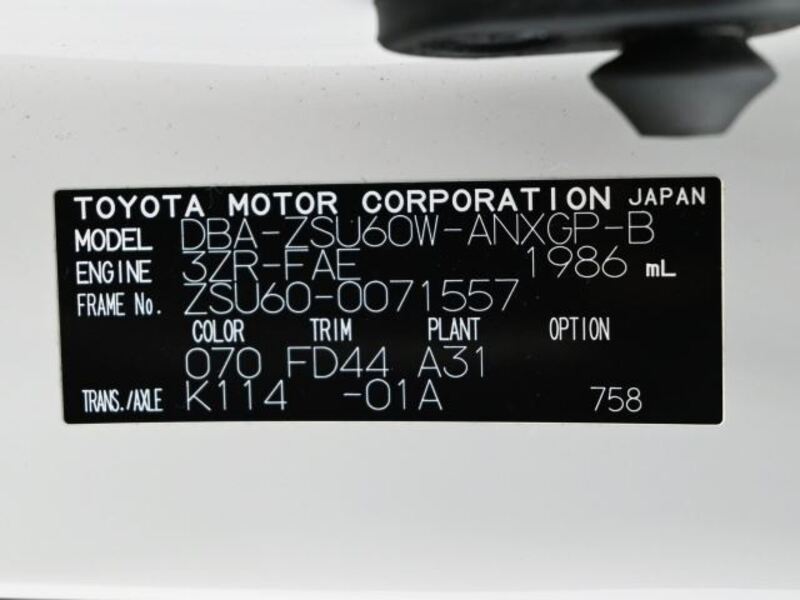 TOYOTA MOTOR CORPORATION JAPAN
MODEL DBA-ZSU60W-ANXGP-B
ENGINE 3ZR-FAE 1986 mL
FRAME No. ZSU60-0071557
COLOR TRIM PLANT OPTION
070 FD44 A31
TRANS./AXLE K114 -01A 758